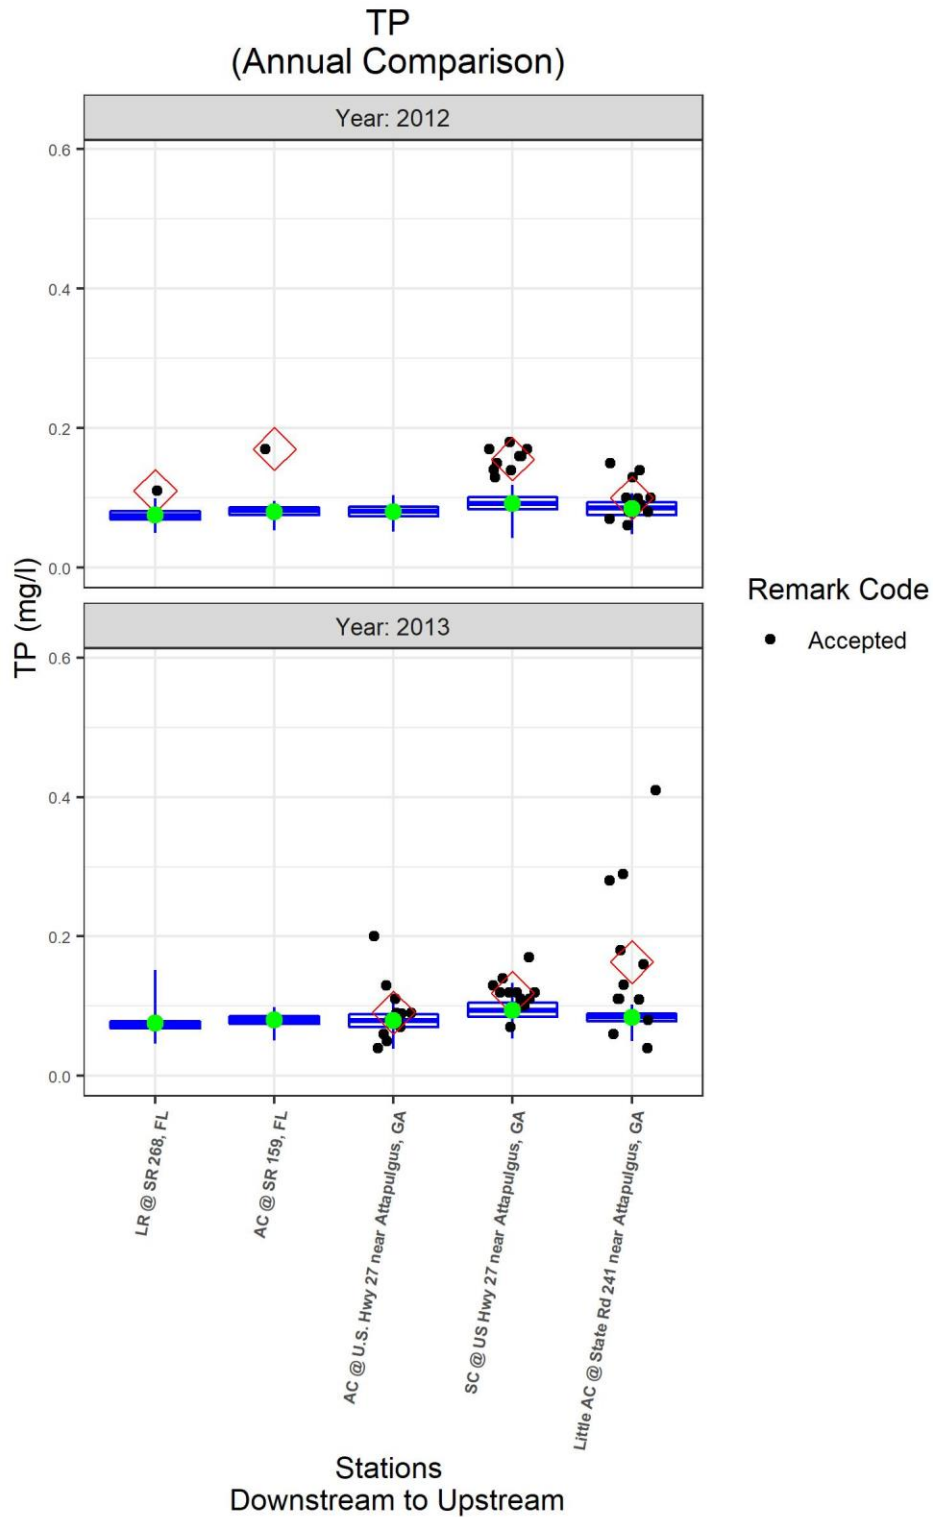 TP
(Annual Comparison)
Year: 2012
0.6
0.4
0.2
0.0
TP (mg/l)
Year: 2013
0.6
0.4
0.2
0.0
Remark Code
Accepted
LR @ SR 268, FL
AC @ SR 159, FL
AC @ U.S. Hwy 27 near Attapulgus, GA
SC @ US Hwy 27 near Attapulgus, GA
Little AC @ State Rd 241 near Attapulgus, GA
Stations
Downstream to Upstream